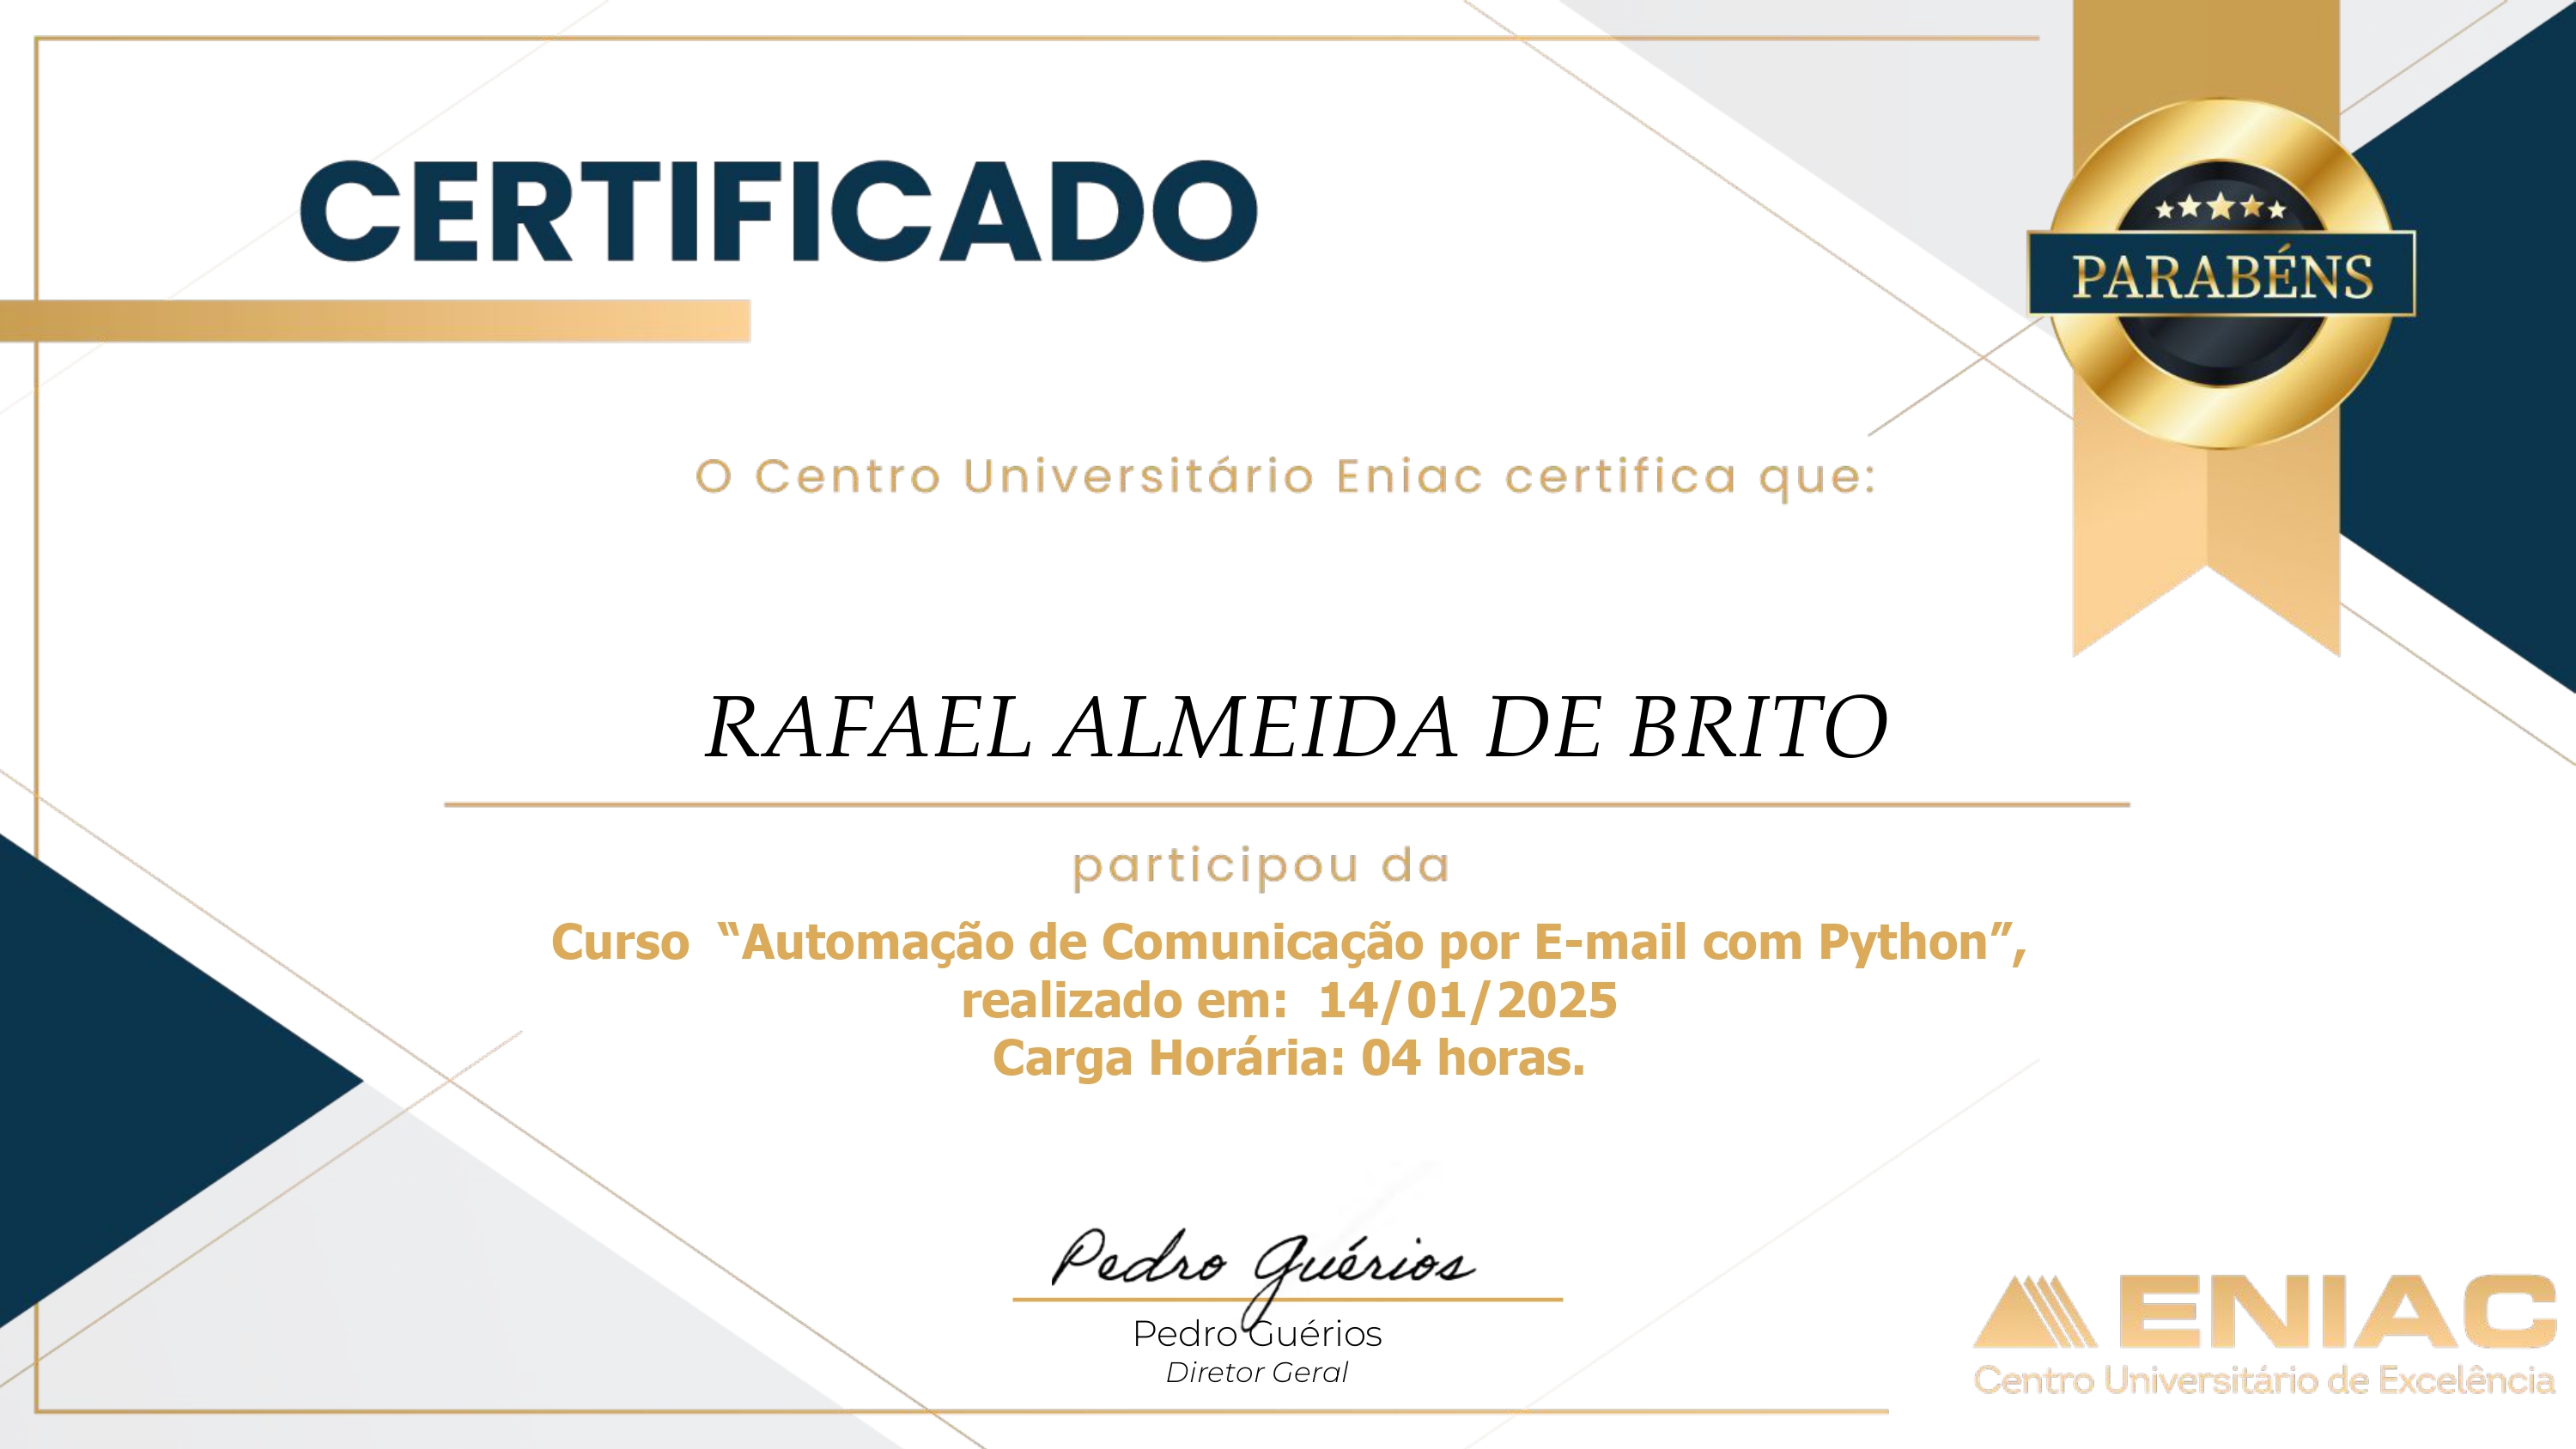 CERTIFICADO
PARABÉNS
O Centro Universitário Eniac certifica que:
RAFAEL ALMEIDA DE BRITO
participou da
Curso “Automação de Comunicação por E-mail com Python”,
realizado em: 14/01/2025
Carga Horária: 04 horas.
Pedro Guérios
Pedro Guérios
Diretor Geral
ENIAC
Centro Universitário de Excelência